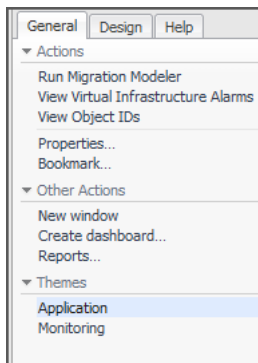 General Design Help
Actions
Run Migration Modeler
View Virtual Infrastructure Alarms
View Object IDs
Properties...
Bookmark...
Other Actions
New window
Create dashboard...
Reports...
Themes
Application
Monitoring